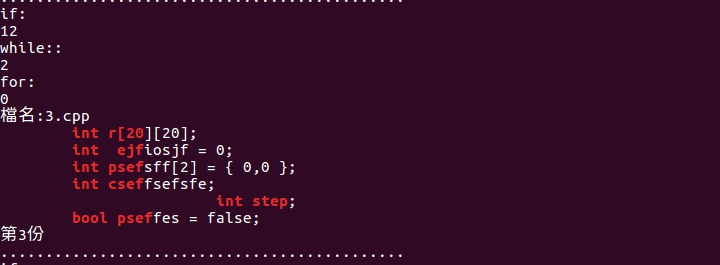 ..............................................
if:
12
while::
2
for:
0
檔名:3.cpp
int r[20][20];
int  ejfiosjf = 0;
int psefsff[2] = { 0,0 };
int cseffsefsfe;
int step;
bool pseffes = false;
第3份
..............................................